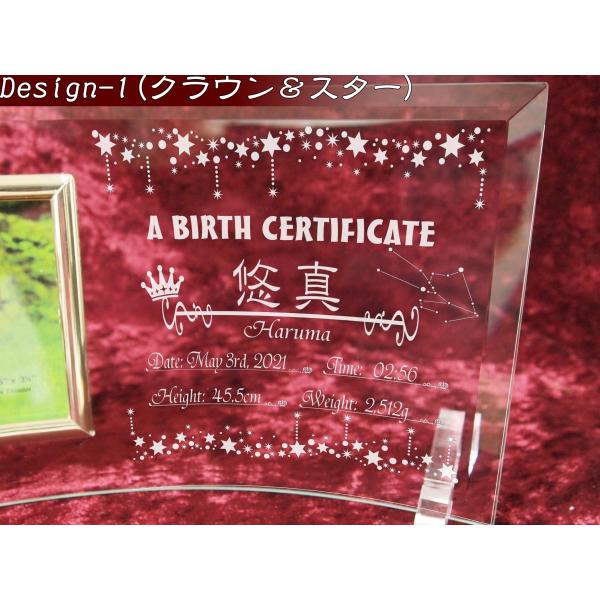 Design-1(クラウン＆スター)
A BIRTH CERTIFICATE
悠真
Haruma
Date: May 3rd, 2021 Time: 02:56
Height: 45.5cm Weight: 2,512g